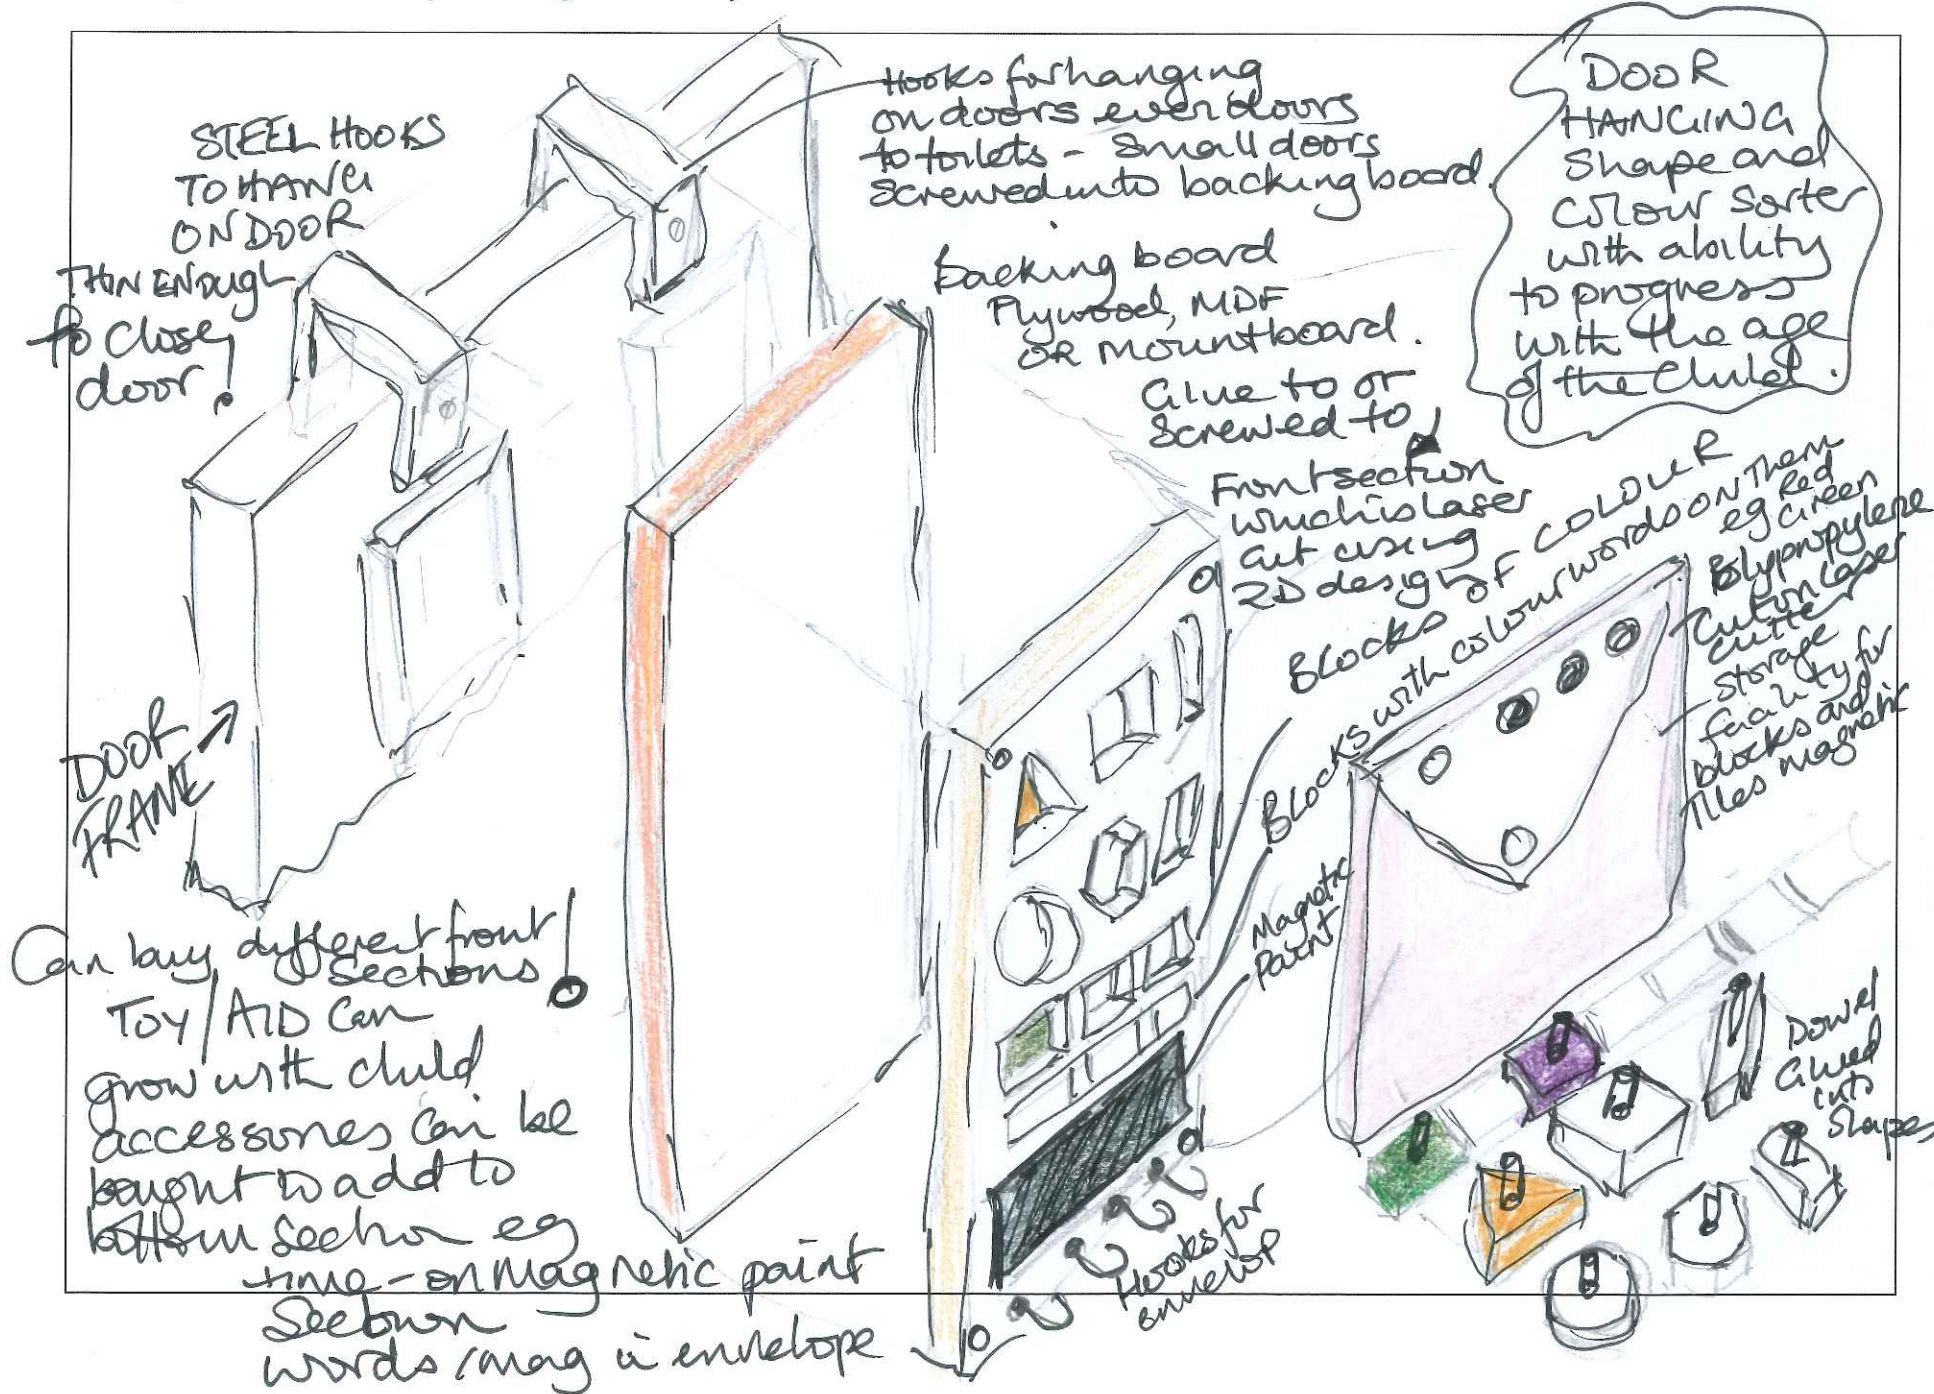 STEEL HOOKS
TO HANG
ON DOOR
THIN ENOUGH
to close
door!
Hooks for hanging
on doors even doors
to toilets - small doors
screwed into backing board.
DOOR
HANGING
Shape and
colour sorter
with ability
to progress
with the age
of the child.
Backing board
Plywood, MDF
OR mountboard.
Glue to or
screwed to
Front section
which is laser
cut using
2D design
BLOCKS OF COLOUR
BLOCKS with colour words on them
eg Red
eg Green
Polypropylene
Cut on laser
cutter
storage
facility for
blocks and
Tiles magnetic
DOOR
FRAME
Magnetic
Paint
Dowel
Glued
into
Shapes
Hooks for
envelop
Can buy different front
sections!
TOY/AID can
grow with child
accessories can be
bought to add to
bottom section eg
time - on magnetic paint
section
words/mag in envelope